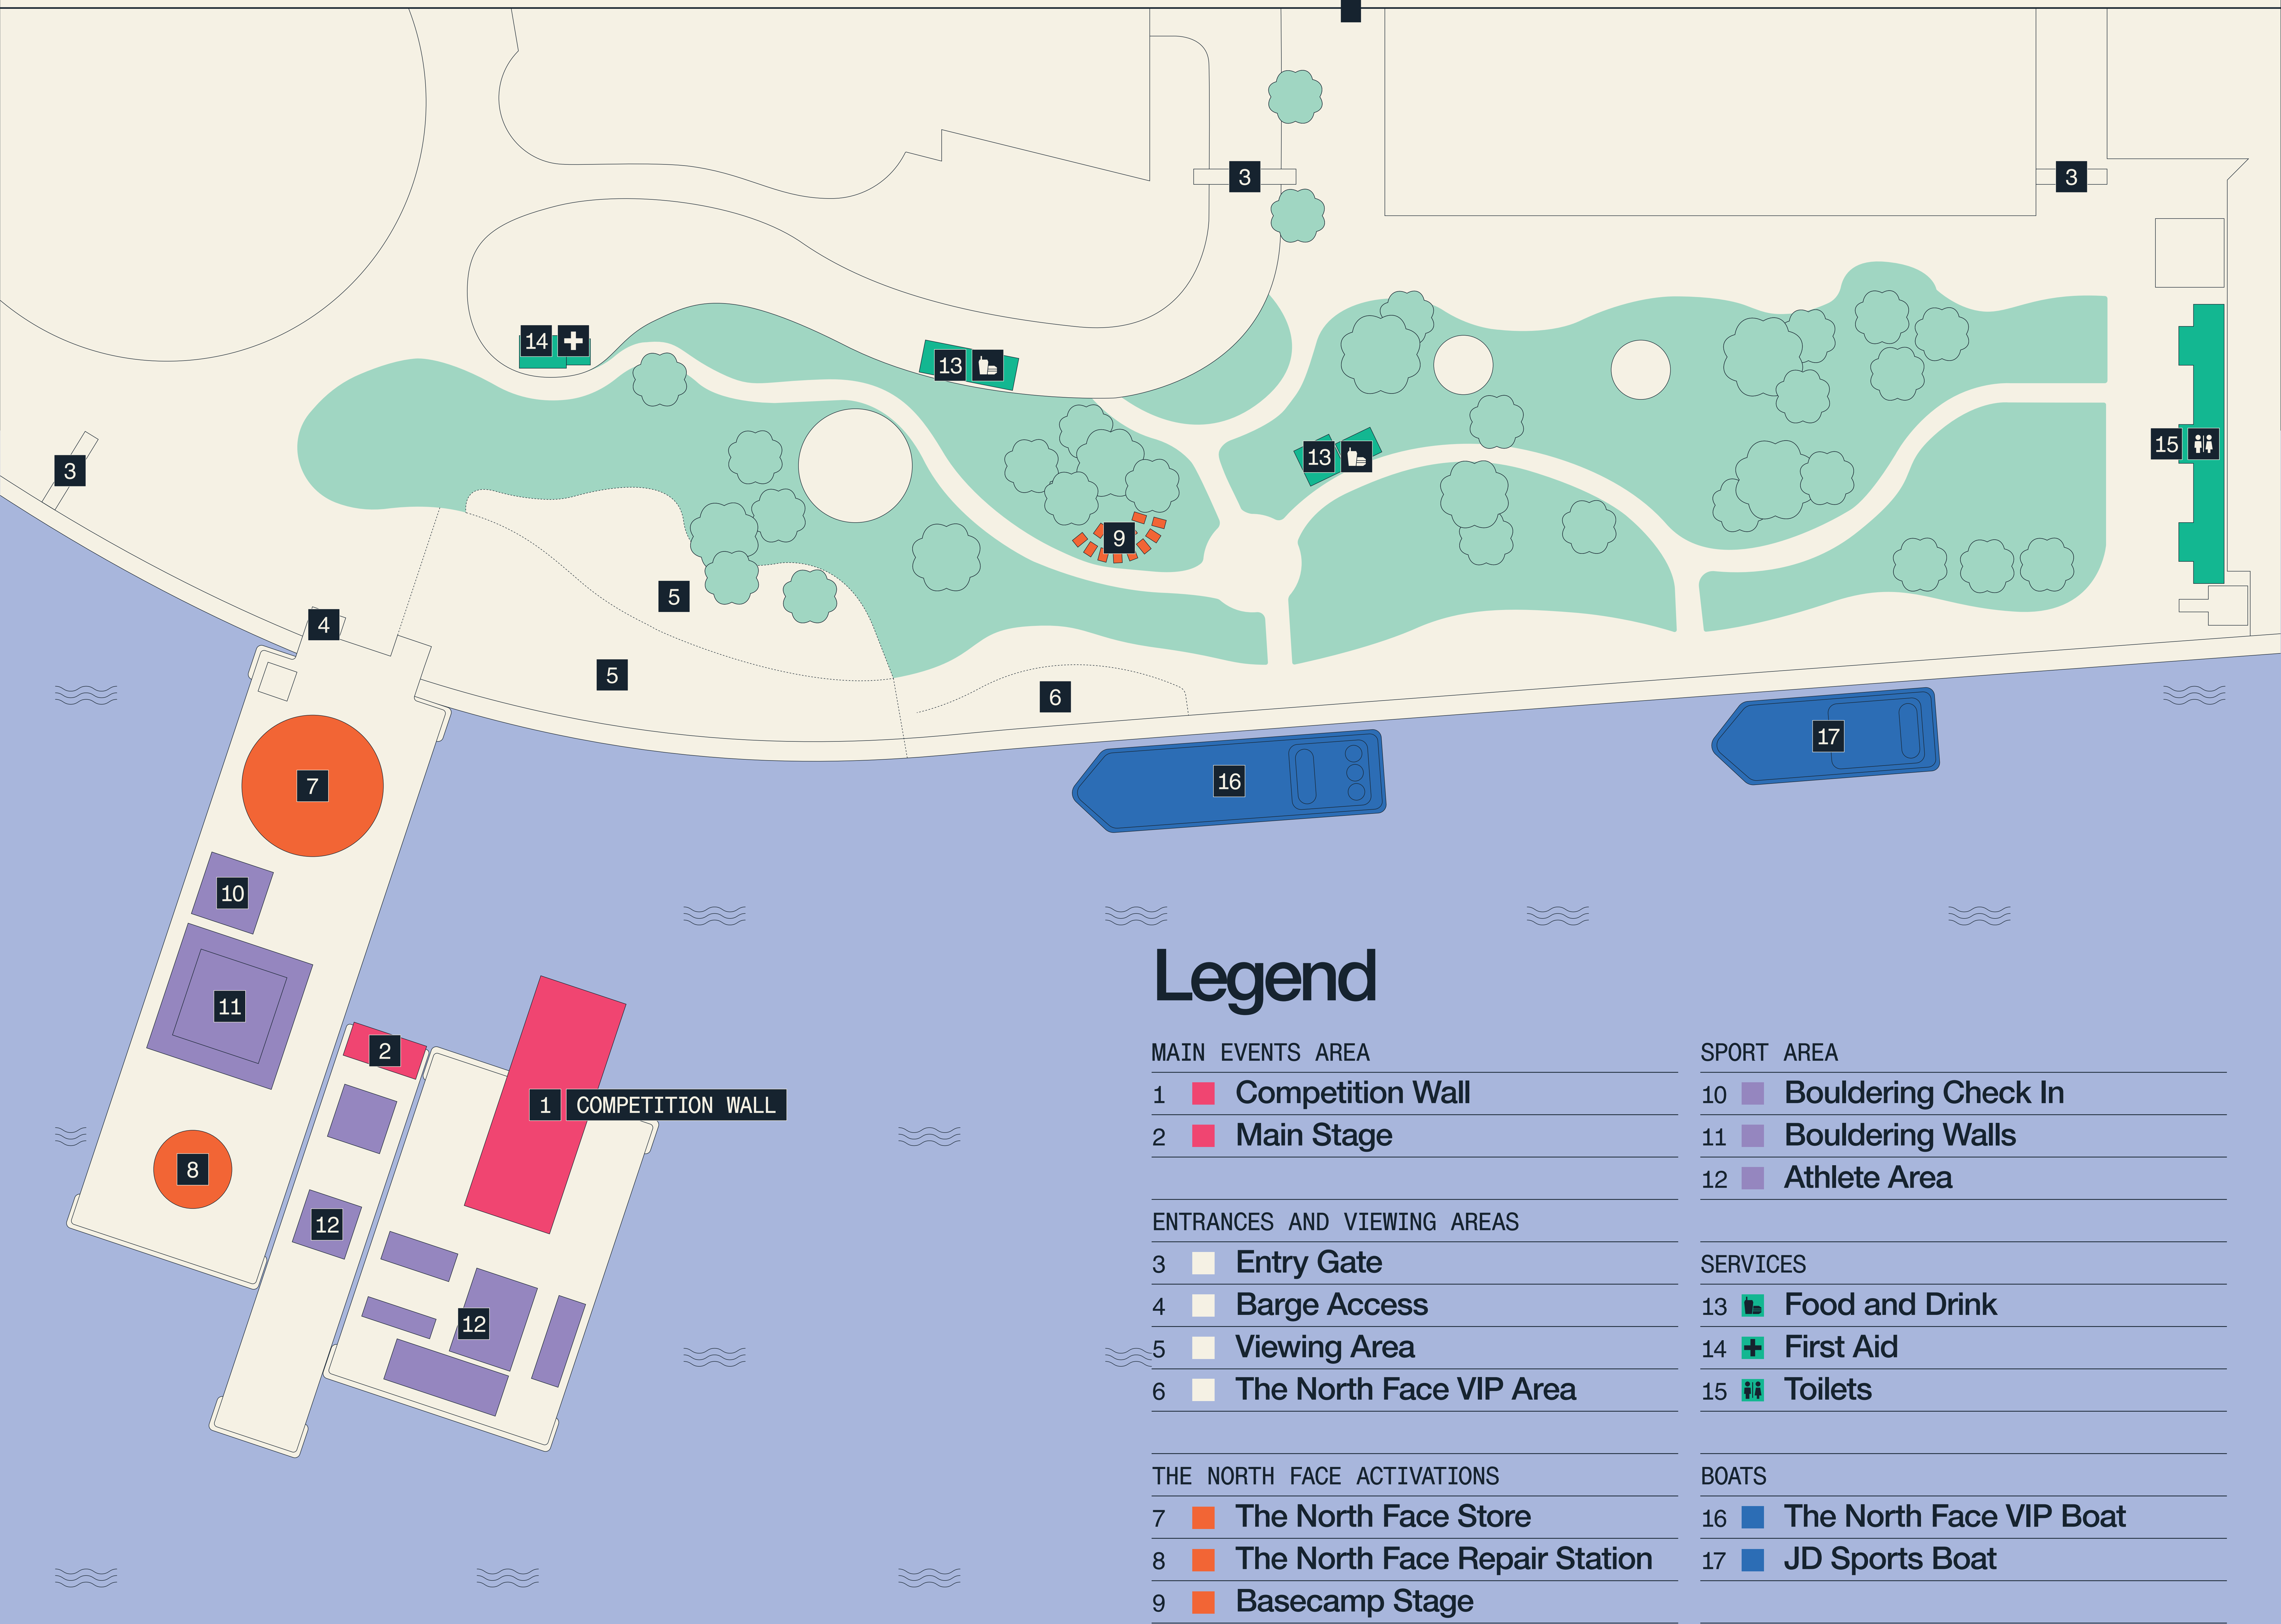 3
3
14
13
3
13
15
9
4
5
5
6
17
16
7
10
11
2
1 COMPETITION WALL
8
12
12
Legend
MAIN EVENTS AREA
1 Competition Wall
2 Main Stage
ENTRANCES AND VIEWING AREAS
3 Entry Gate
4 Barge Access
5 Viewing Area
6 The North Face VIP Area
THE NORTH FACE ACTIVATIONS
7 The North Face Store
8 The North Face Repair Station
9 Basecamp Stage
SPORT AREA
10 Bouldering Check In
11 Bouldering Walls
12 Athlete Area
SERVICES
13 Food and Drink
14 First Aid
15 Toilets
BOATS
16 The North Face VIP Boat
17 JD Sports Boat